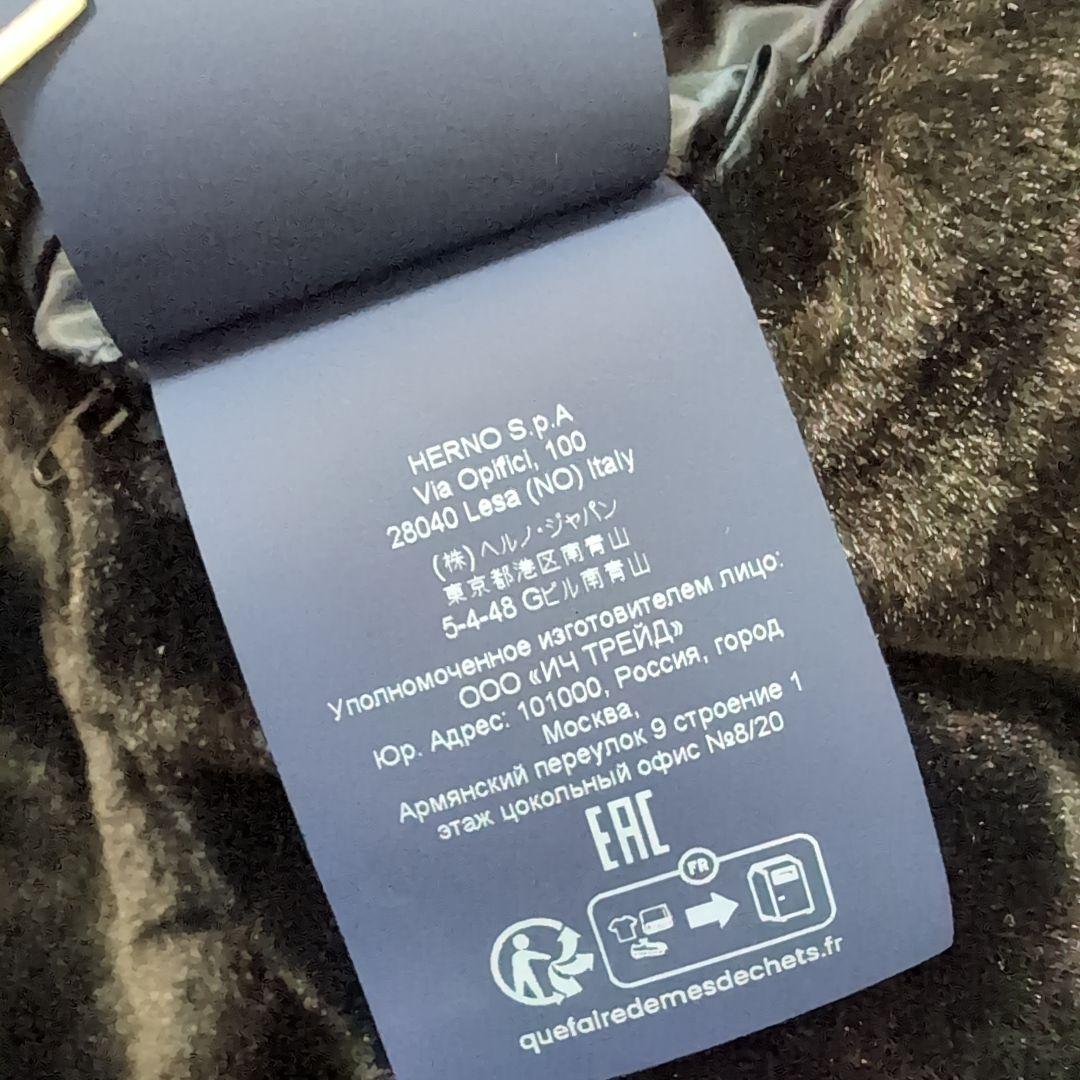 HERNO S.p.A
Via Opifici, 100
28040 Lesa (NO) Italy
(株)ヘルノ・ジャパン
東京都港区南青山
5-4-48 Gビル南青山
Уполномоченное изготовителем лицо:
ООО «ИЧ ТРЕЙД»
Юр. Адрес: 101000, Россия, город
Москва,
Армянский переулок 9 строение 1
этаж цокольный офис №8/20
EAC
FR
quefairedemesdechets.fr